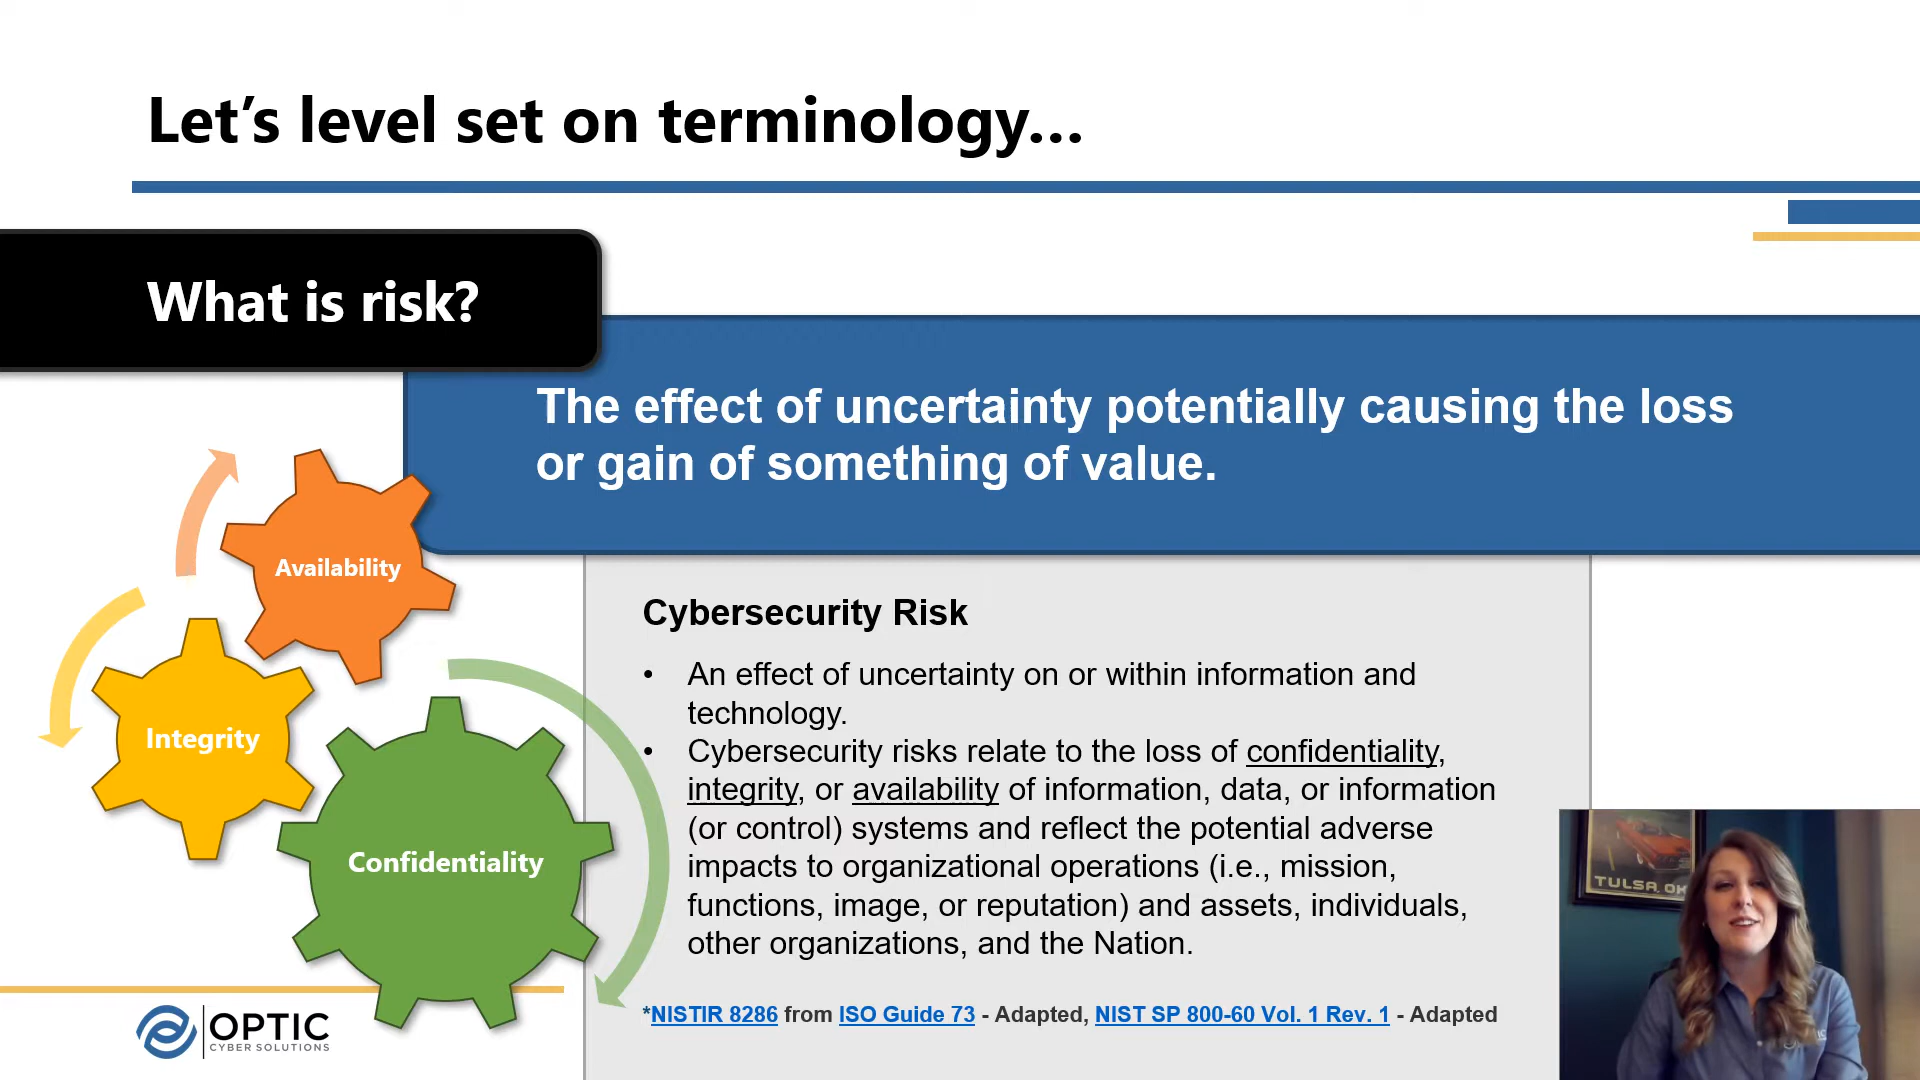 Let’s level set on terminology...
What is risk?
The effect of uncertainty potentially causing the loss
or gain of something of value.
Availability
Integrity
Confidentiality
Cybersecurity Risk
• An effect of uncertainty on or within information and
technology.
• Cybersecurity risks relate to the loss of confidentiality,
integrity, or availability of information, data, or information
(or control) systems and reflect the potential adverse
impacts to organizational operations (i.e., mission,
functions, image, or reputation) and assets, individuals,
other organizations, and the Nation.
*NISTIR 8286 from ISO Guide 73 - Adapted, NIST SP 800-60 Vol. 1 Rev. 1 - Adapted
OPTIC
CYBER SOLUTIONS
TULSA, OK